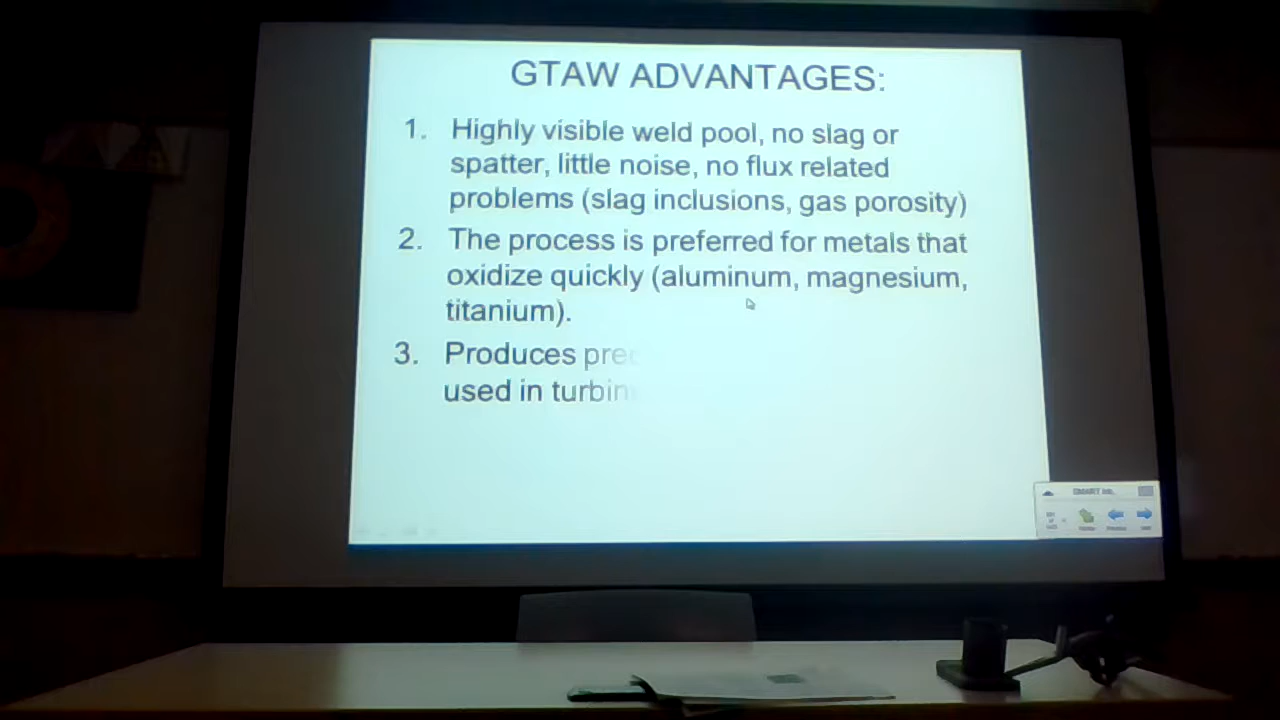 GTAW ADVANTAGES:
1. Highly visible weld pool, no slag or
spatter, little noise, no flux related
problems (slag inclusions, gas porosity)
2. The process is preferred for metals that
oxidize quickly (aluminum, magnesium,
titanium).
3. Produces
used in